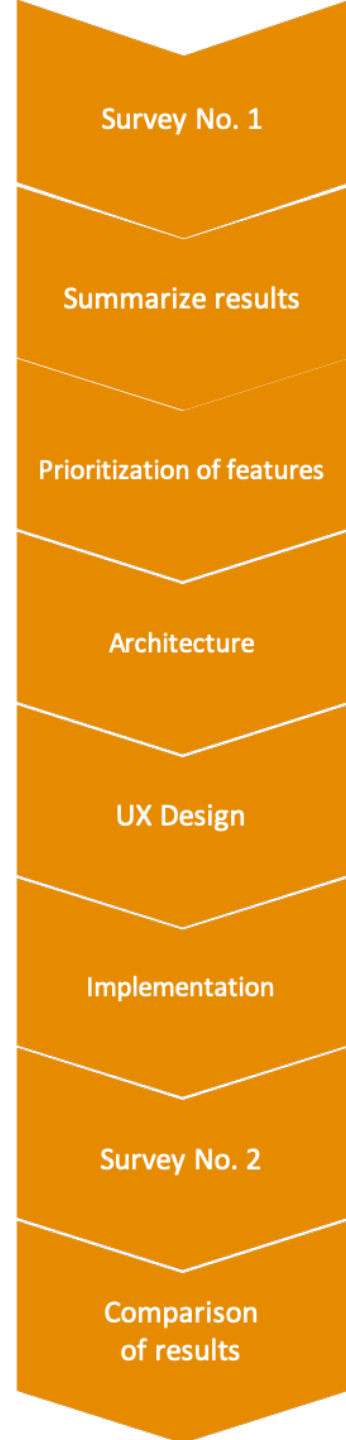 Survey No. 1
Summarize results
Prioritization of features
Architecture
UX Design
Implementation
Survey No. 2
Comparison
of results